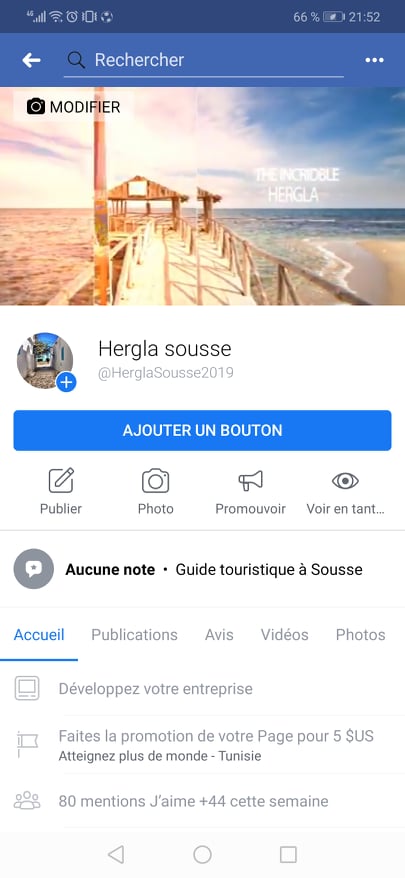 4G 66 % 21:52
Rechercher
MODIFIER
THE INCRIDBLE
HERGLA
Hergla sousse
@HerglaSousse2019
AJOUTER UN BOUTON
Publier Photo Promouvoir Voir en tant...
Aucune note • Guide touristique à Sousse
Accueil Publications Avis Vidéos Photos
Développez votre entreprise
Faites la promotion de votre Page pour 5 $US
Atteignez plus de monde - Tunisie
80 mentions J’aime +44 cette semaine